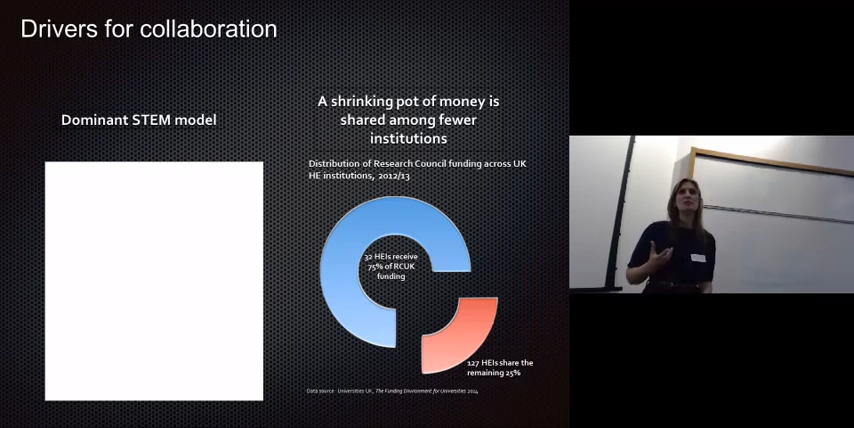 Drivers for collaboration
Dominant STEM model
A shrinking pot of money is
shared among fewer
institutions
Distribution of Research Council funding across UK
HE institutions, 2012/13
32 HEIs receive
75% of RCUK
funding
127 HEIs share the
remaining 25%
Data source: Universities UK, The Funding Environment for Universities 2014